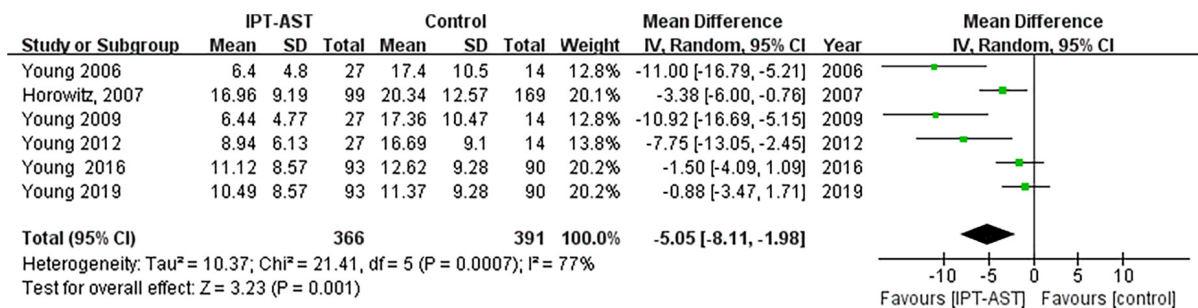 IPT-AST Control Mean Difference Mean Difference
Study or Subgroup Mean SD Total Mean SD Total Weight IV, Random, 95% CI Year IV, Random, 95% CI
Young 2006 6.4 4.8 27 17.4 10.5 14 12.8% -11.00 [-16.79, -5.21] 2006
Horowitz, 2007 16.96 9.19 99 20.34 12.57 169 20.1% -3.38 [-6.00, -0.76] 2007
Young 2009 6.44 4.77 27 17.36 10.47 14 12.8% -10.92 [-16.69, -5.15] 2009
Young 2012 8.94 6.13 27 16.69 9.1 14 13.8% -7.75 [-13.05, -2.45] 2012
Young 2016 11.12 8.57 93 12.62 9.28 90 20.2% -1.50 [-4.09, 1.09] 2016
Young 2019 10.49 8.57 93 11.37 9.28 90 20.2% -0.88 [-3.47, 1.71] 2019
Total (95% CI) 366 391 100.0% -5.05 [-8.11, -1.98]
Heterogeneity: Tau² = 10.37; Chi² = 21.41, df = 5 (P = 0.0007); I² = 77%
Test for overall effect: Z = 3.23 (P = 0.001)
-10 -5 0 5 10
Favours [IPT-AST] Favours [control]